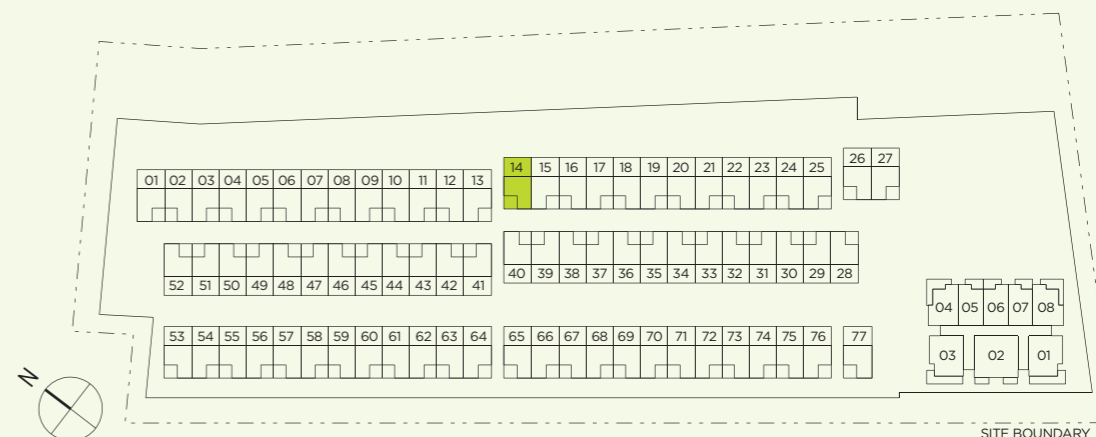 01 02 03 04 05 06 07 08 09 10 11 12 13
14 15 16 17 18 19 20 21 22 23 24 25
26 27
52 51 50 49 48 47 46 45 44 43 42 41
40 39 38 37 36 35 34 33 32 31 30 29 28
53 54 55 56 57 58 59 60 61 62 63 64
65 66 67 68 69 70 71 72 73 74 75 76
77
04 05 06 07 08
03 02 01
N
SITE BOUNDARY